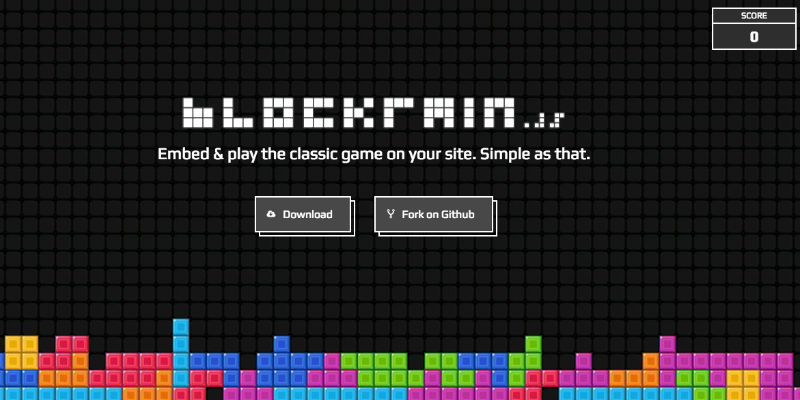 SCORE
0
blockrain.js
Embed & play the classic game on your site. Simple as that.
Download
Fork on Github